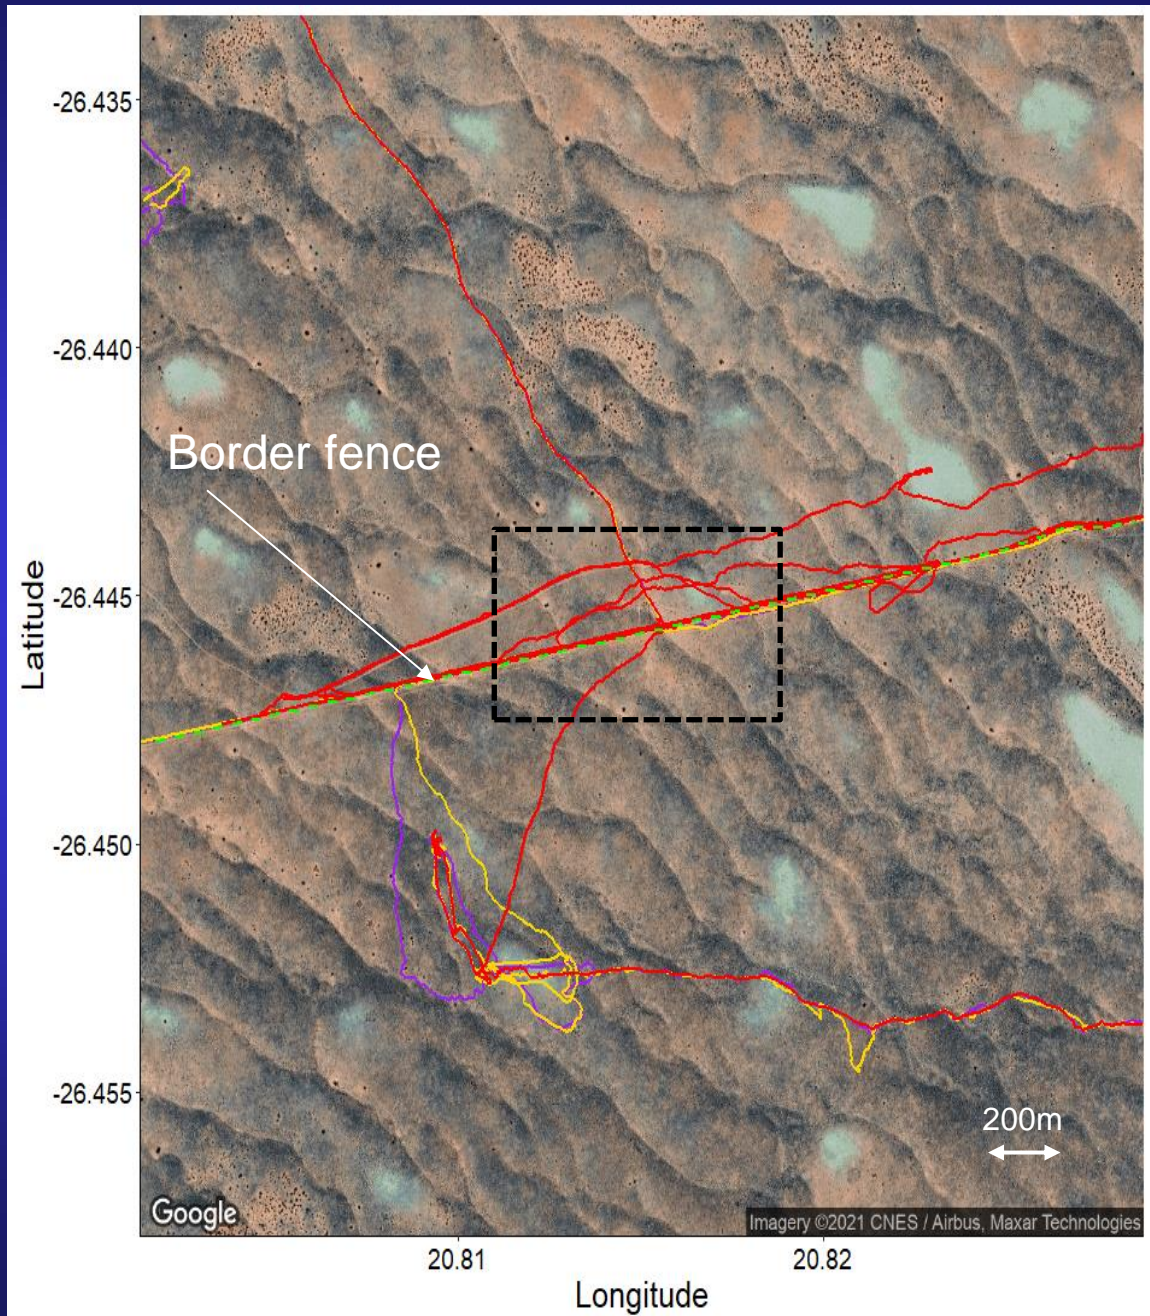 -26.435
-26.440
Border fence
-26.445
Latitude
-26.450
-26.455
200m
Google
Imagery ©2021 CNES / Airbus, Maxar Technologies
20.81
20.82
Longitude